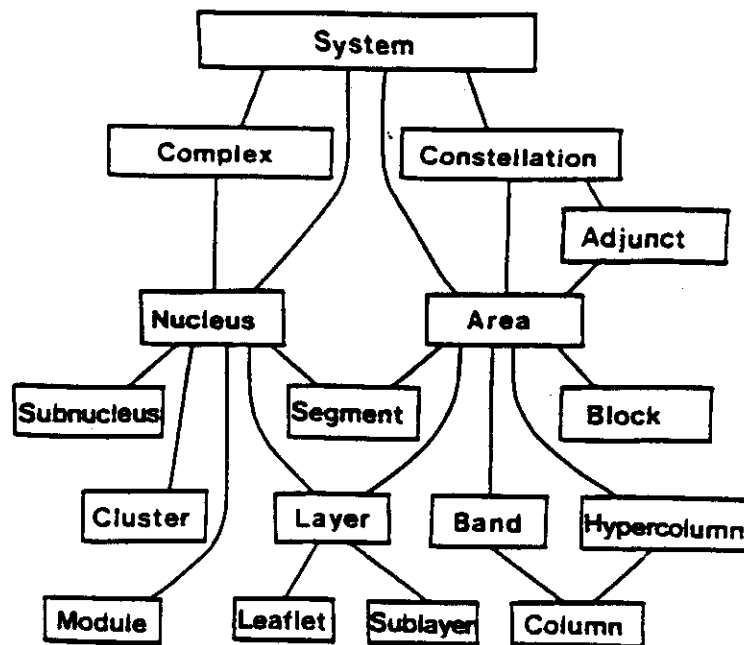 System
Complex
Constellation
Adjunct
Nucleus
Area
Subnucleus
Segment
Block
Cluster
Layer
Band
Hypercolumn
Module
Leaflet
Sublayer
Column